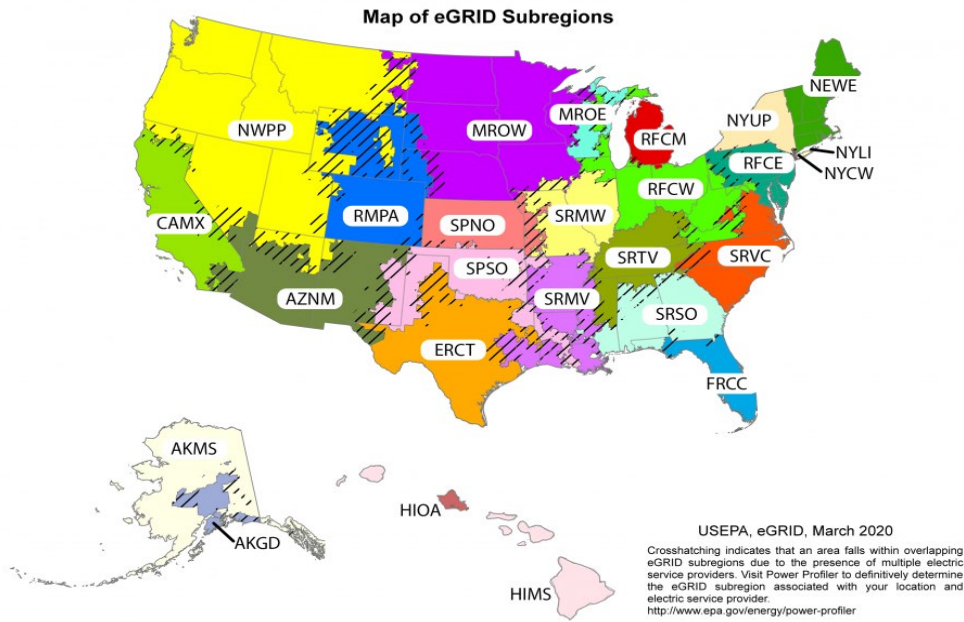 Map of eGRID Subregions
NEWE
NYUP
MROE
NWPP
MROW
RFCM
NYLI
RFCE
NYCW
RFCW
RMPA
SPNO
SRMW
CAMX
SRTV
SRVC
SPSO
AZNM
SRMV
SRSO
ERCT
FRCC
AKMS
HIOA
AKGD
HIMS
USEPA, eGRID, March 2020
Crosshatching indicates that an area falls within overlapping
eGRID subregions due to the presence of multiple electric
service providers. Visit Power Profiler to definitively determine
the eGRID subregion associated with your location and
electric service provider.
http://www.epa.gov/energy/power-profiler